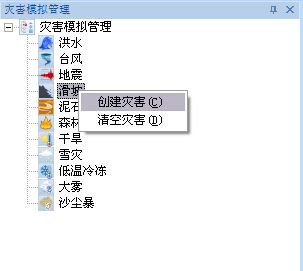 灾害模拟管理
灾害模拟管理
洪水
台风
地震
滑坡
创建灾害(C)
泥石
清空灾害(D)
森林
干旱
雪灾
低温冷冻
大雾
沙尘暴